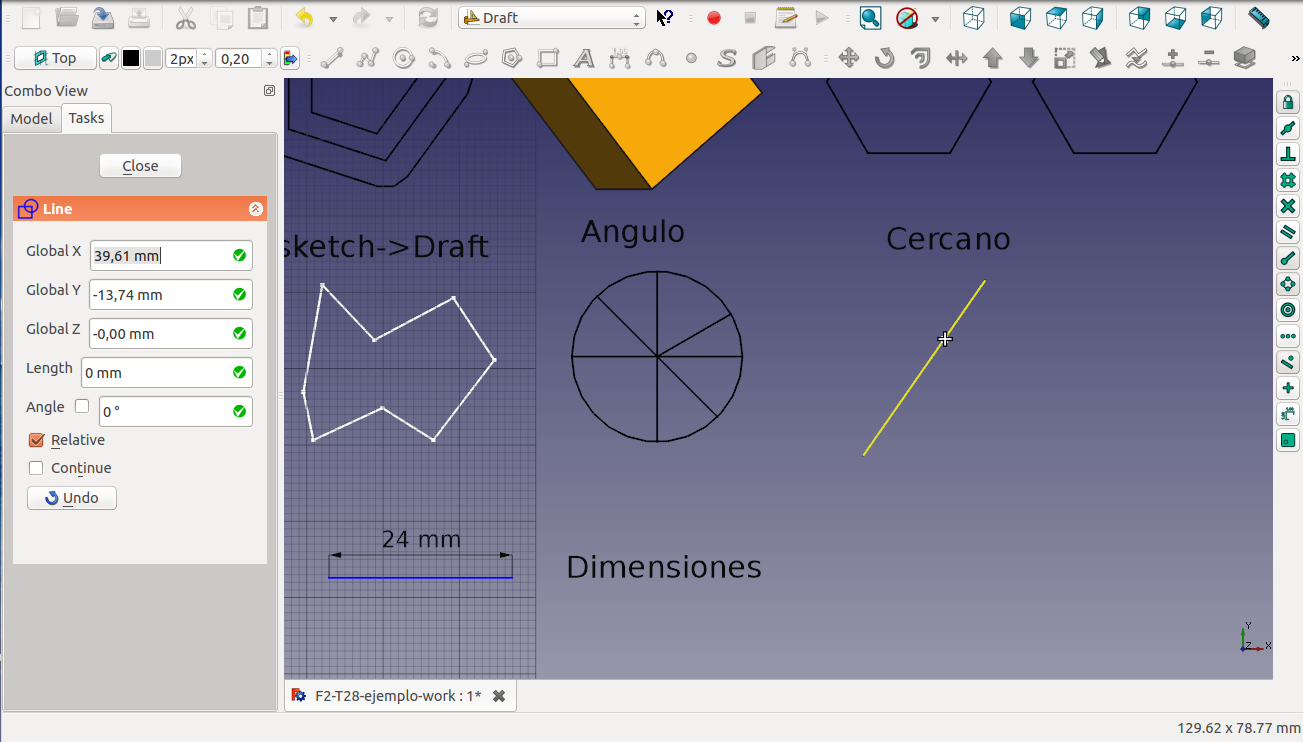 Draft
Top
2px
0,20
A
S
»
Combo View
Model
Tasks
Close
Line
Global X
39,61 mm
Global Y
-13,74 mm
Global Z
-0,00 mm
Length
0 mm
Angle
0 °
Relative
Continue
Undo
sketch->Draft
Angulo
Cercano
24 mm
Dimensiones
Y
Z
X
F2-T28-ejemplo-work : 1*
129.62 x 78.77 mm